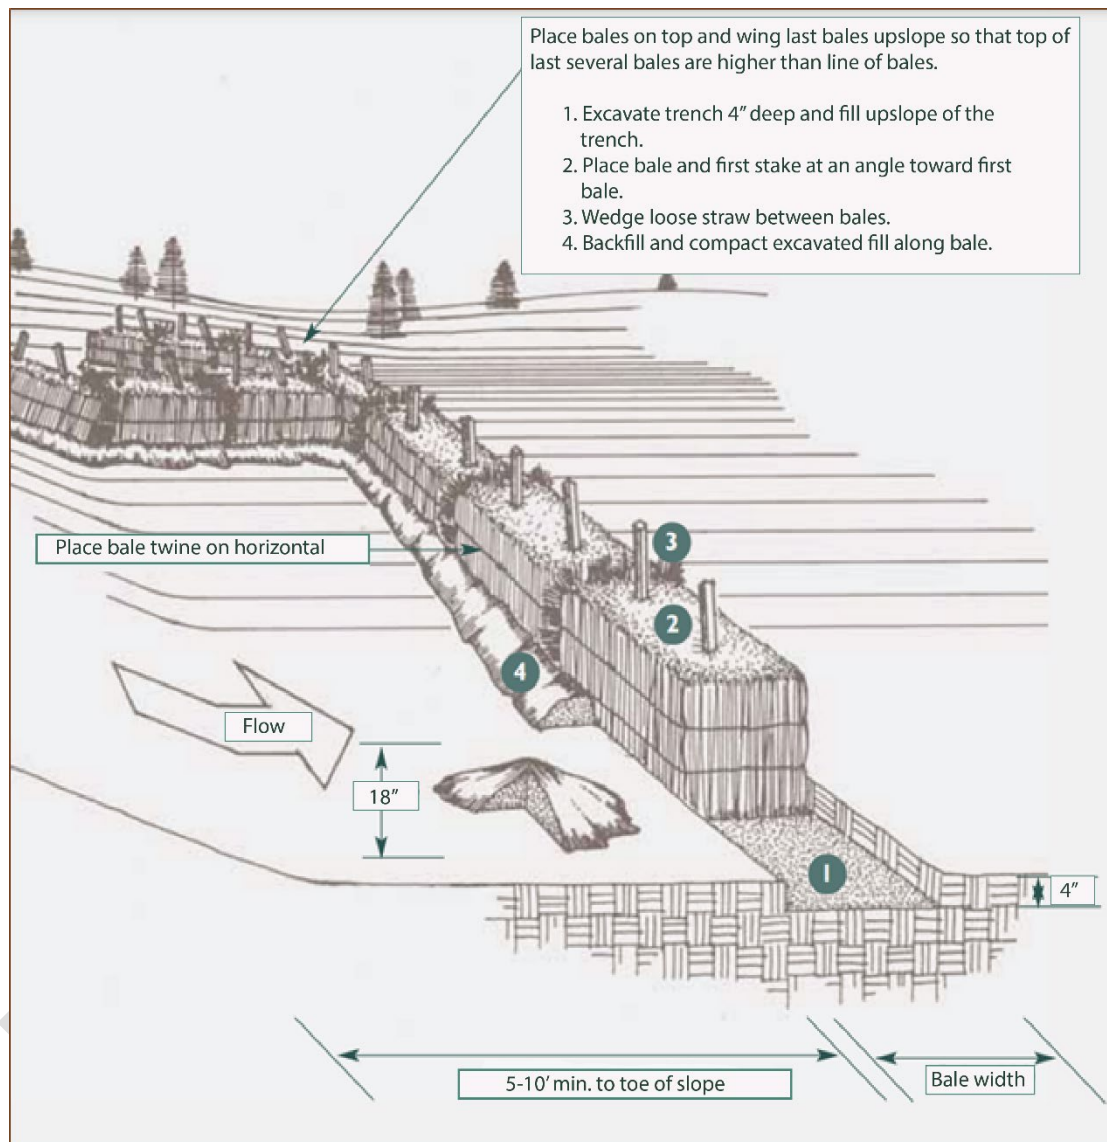 Place bales on top and wing last bales upslope so that top of
last several bales are higher than line of bales.
1. Excavate trench 4” deep and fill upslope of the
trench.
2. Place bale and first stake at an angle toward first
bale.
3. Wedge loose straw between bales.
4. Backfill and compact excavated fill along bale.
3
Place bale twine on horizontal
2
4
Flow
18”
1
4”
5-10’ min. to toe of slope
Bale width